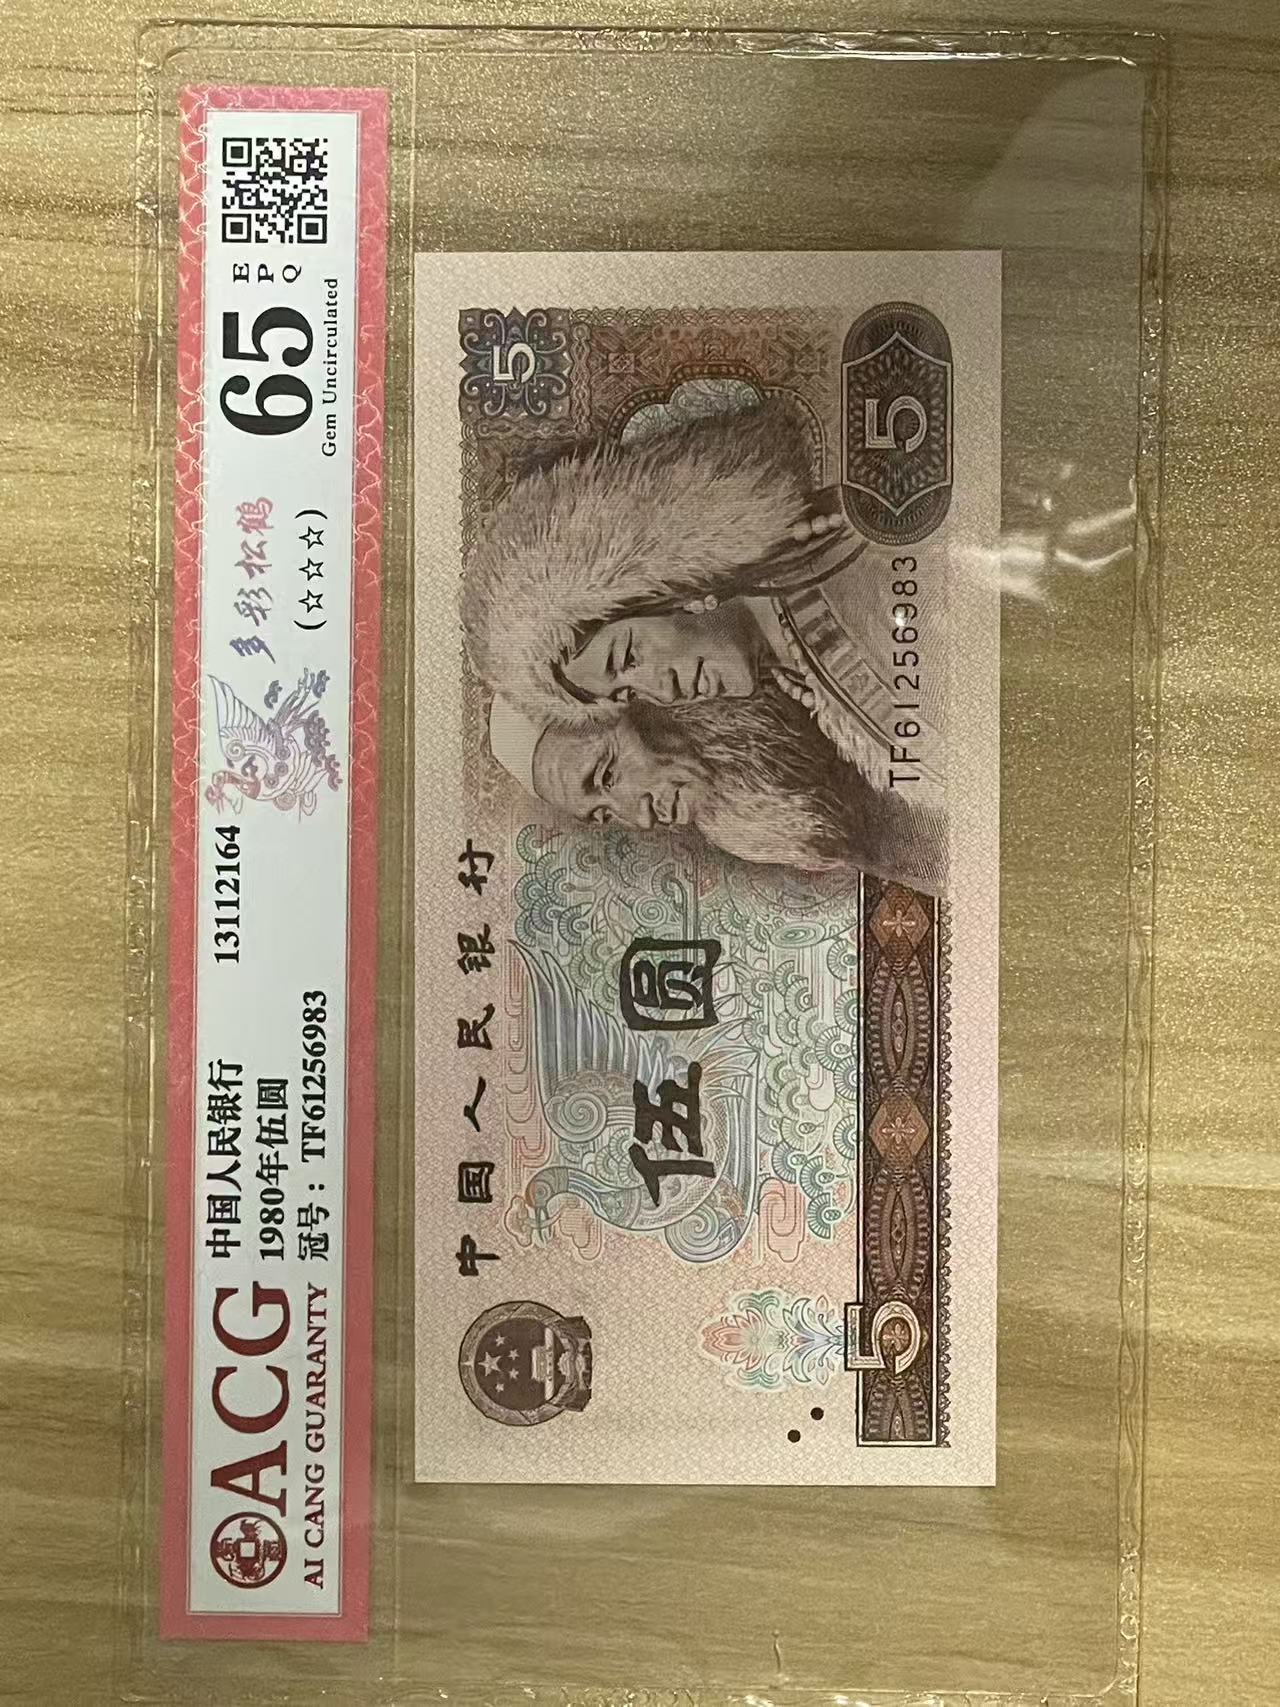 ACG
AI CANG GUARANTY
中国人民银行
1980年伍圆
冠号：TF61256983
13112164
多彩松鹤
(☆☆☆)
65
EPQ
Gem Uncirculated
中国人民银行
伍圆
5
5
5
TF61256983